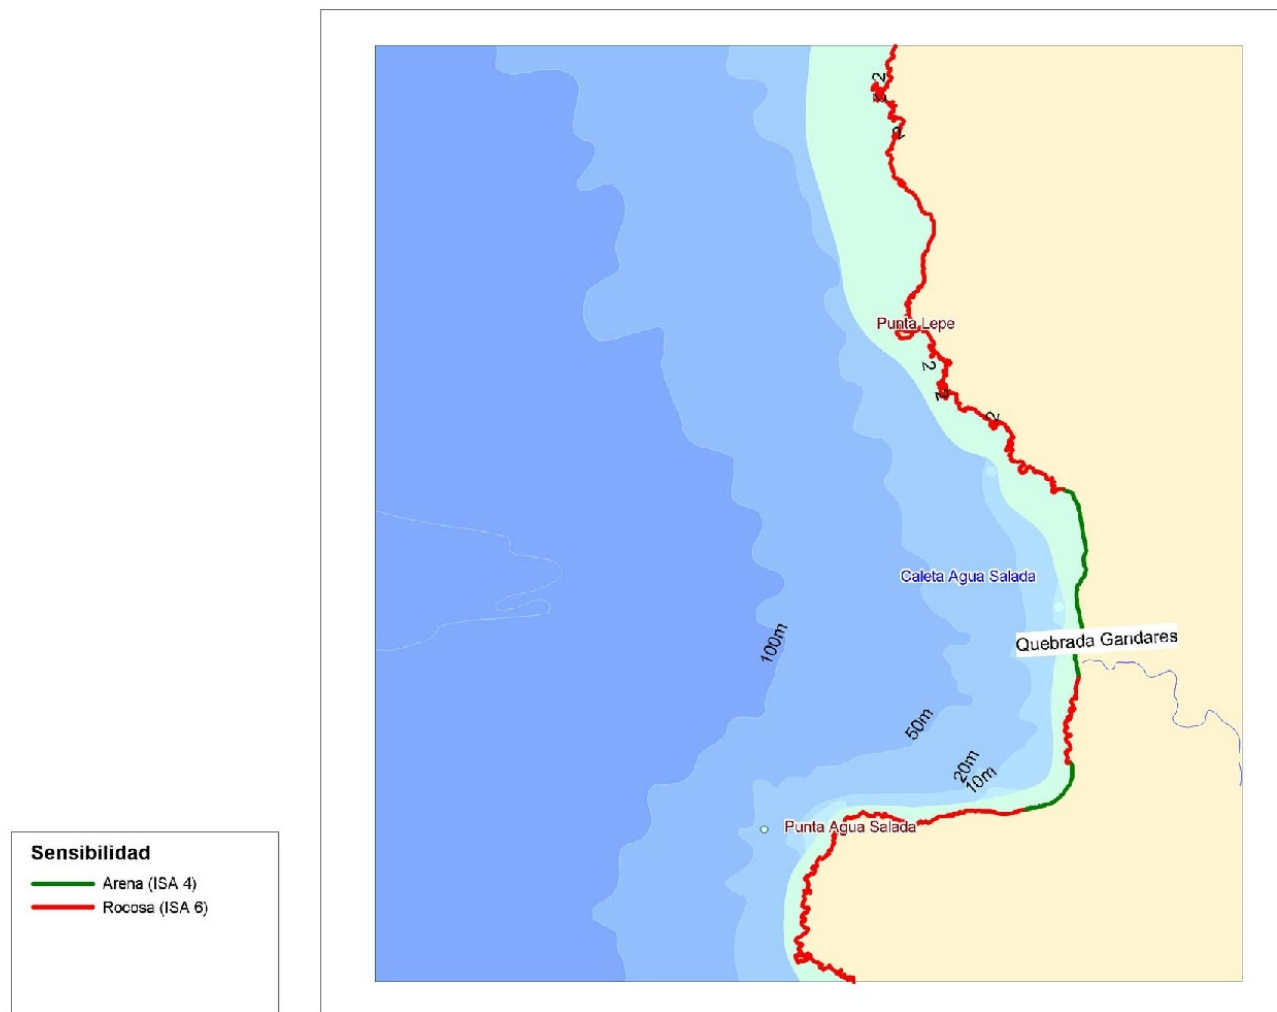 2
2
2
Punta Lepe
2
2
2
Caleta Agua Salada
100m
Quebrada Gandares
50m
20m
10m
Punta Agua Salada
Sensibilidad
Arena (ISA 4)
Rocosa (ISA 6)